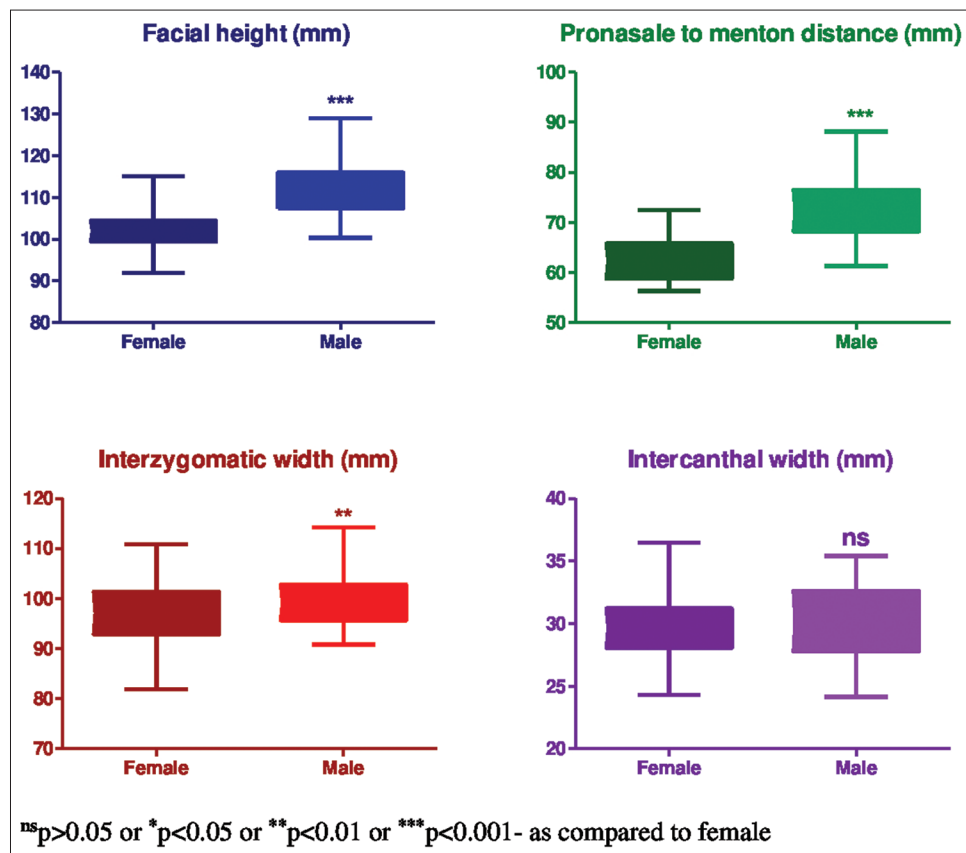 Facial height (mm)
140
130
120
110
100
90
80
***
Female
Male
Pronasale to menton distance (mm)
100
90
80
70
60
50
***
Female
Male
Interzygomatic width (mm)
120
110
100
90
80
70
**
Female
Male
Intercanthal width (mm)
40
35
30
25
20
ns
Female
Male
ns p>0.05 or *p<0.05 or **p<0.01 or ***p<0.001- as compared to female